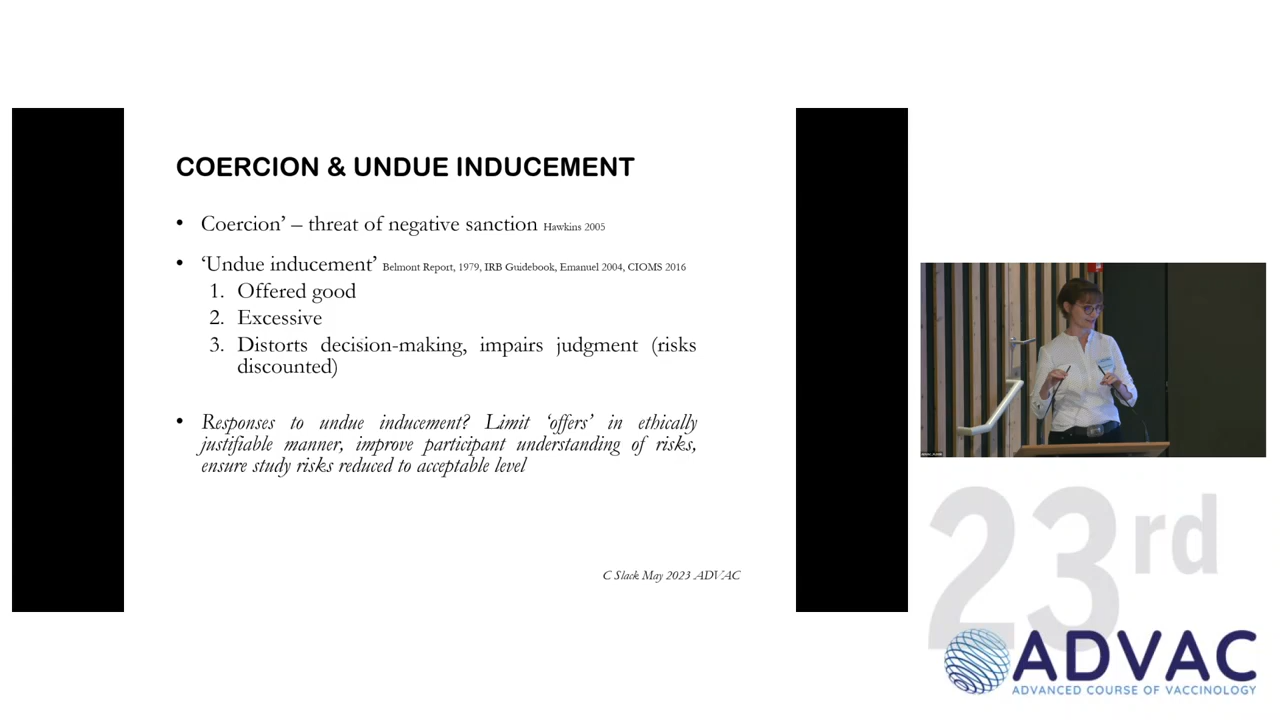 COERCION & UNDUE INDUCEMENT
• Coercion’ – threat of negative sanction Hawkins 2005
• ‘Undue inducement’ Belmont Report, 1979, IRB Guidebook, Emanuel 2004, CIOMS 2016
1. Offered good
2. Excessive
3. Distorts decision-making, impairs judgment (risks
discounted)
• Responses to undue inducement? Limit ‘offers’ in ethically
justifiable manner, improve participant understanding of risks,
ensure study risks reduced to acceptable level
C Slack May 2023 ADVAC
23rd
ADVAC
ADVANCED COURSE OF VACCINOLOGY